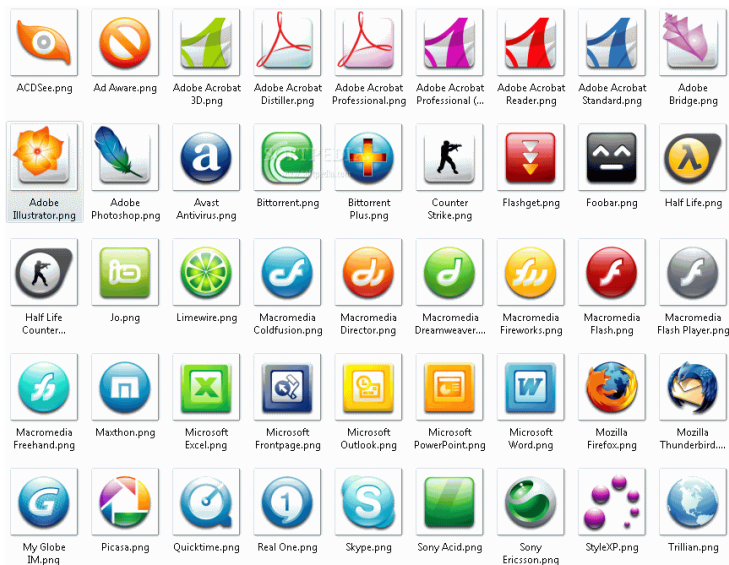 ACDSee.png
Ad Aware.png
Adobe Acrobat
3D.png
Adobe Acrobat
Distiller.png
Adobe Acrobat
Professional.png
Adobe Acrobat
Professional (...
Adobe Acrobat
Reader.png
Adobe Acrobat
Standard.png
Adobe
Bridge.png
a
SOFTPEDIA
Adobe
Illustrator.png
Adobe
Photoshop.png
Avast
Antivirus.png
Bittorrent.png
Bittorrent
Plus.png
Counter
Strike.png
Flashget.png
Foobar.png
Half Life.png
Half Life
Counter...
Jo.png
Limewire.png
Macromedia
Coldfusion.png
Macromedia
Director.png
Macromedia
Dreamweaver....
Macromedia
Fireworks.png
Macromedia
Flash.png
Macromedia
Flash Player.png
X
W
Macromedia
Freehand.png
Maxthon.png
Microsoft
Excel.png
Microsoft
Frontpage.png
Microsoft
Outlook.png
Microsoft
PowerPoint.png
Microsoft
Word.png
Mozilla
Firefox.png
Mozilla
Thunderbird....
G
1
S
My Globe
IM.png
Picasa.png
Quicktime.png
Real One.png
Skype.png
Sony Acid.png
Sony
Ericsson.png
StyleXP.png
Trillian.png